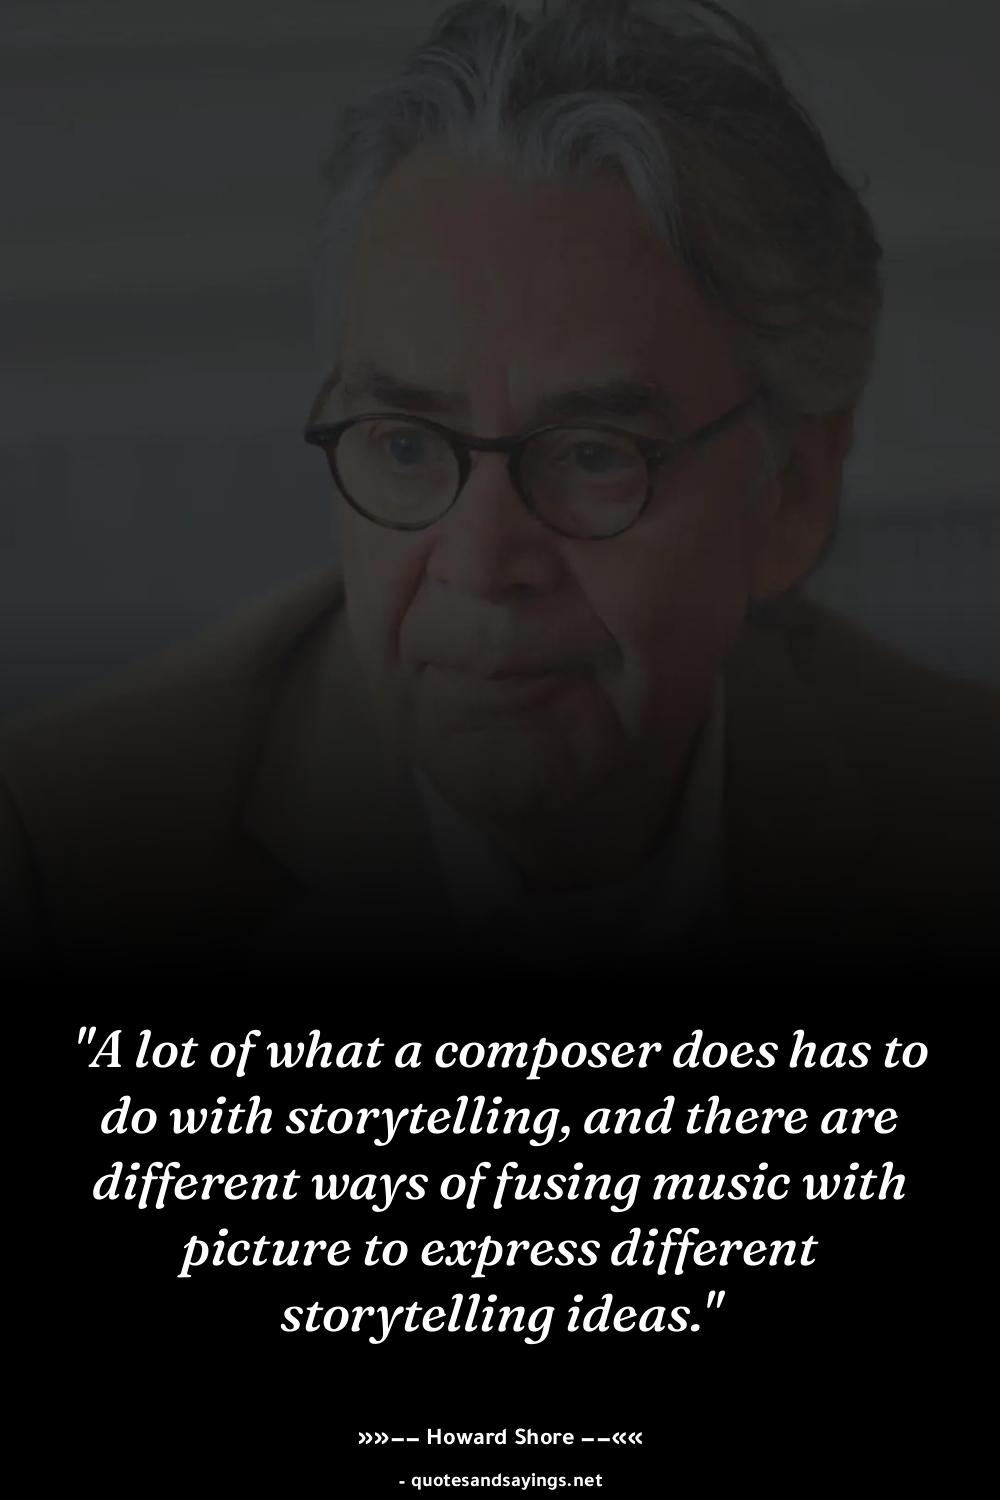 "A lot of what a composer does has to
do with storytelling, and there are
different ways of fusing music with
picture to express different
storytelling ideas."
»»−− Howard Shore −−««
- quotesandsayings.net